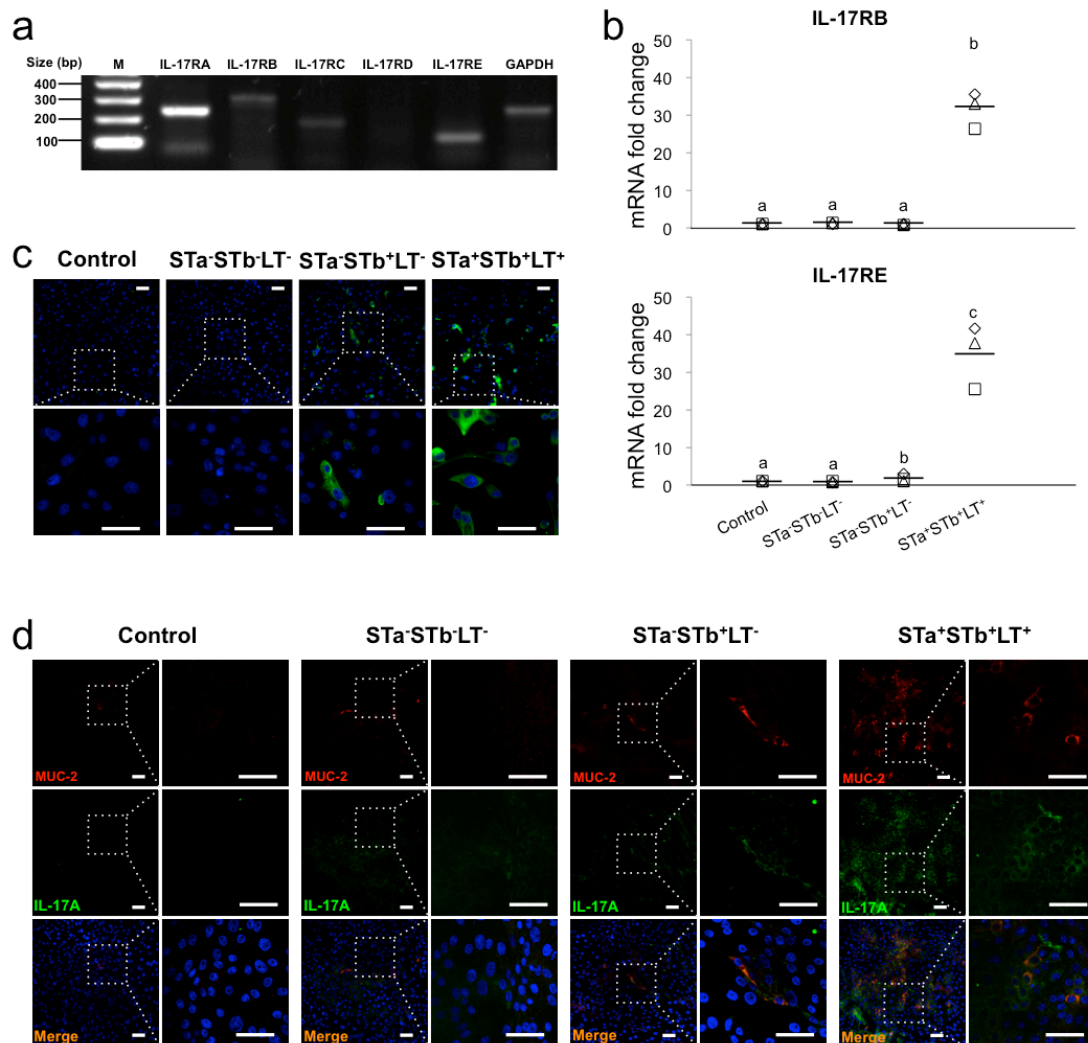 a
Size (bp) M IL-17RA IL-17RB IL-17RC IL-17RD IL-17RE GAPDH
400
300
200
100
b
IL-17RB
mRNA fold change
50
40
30
20
10
0
a a a b
IL-17RE
mRNA fold change
50
40
30
20
10
0
a a b c
Control STa⁻STb⁻LT⁻ STa⁻STb⁺LT⁻ STa⁺STb⁺LT⁺
c
Control STa⁻STb⁻LT⁻ STa⁻STb⁺LT⁻ STa⁺STb⁺LT⁺
d
Control STa⁻STb⁻LT⁻ STa⁻STb⁺LT⁻ STa⁺STb⁺LT⁺
MUC-2 MUC-2 MUC-2 MUC-2
IL-17A IL-17A IL-17A IL-17A
Merge Merge Merge Merge